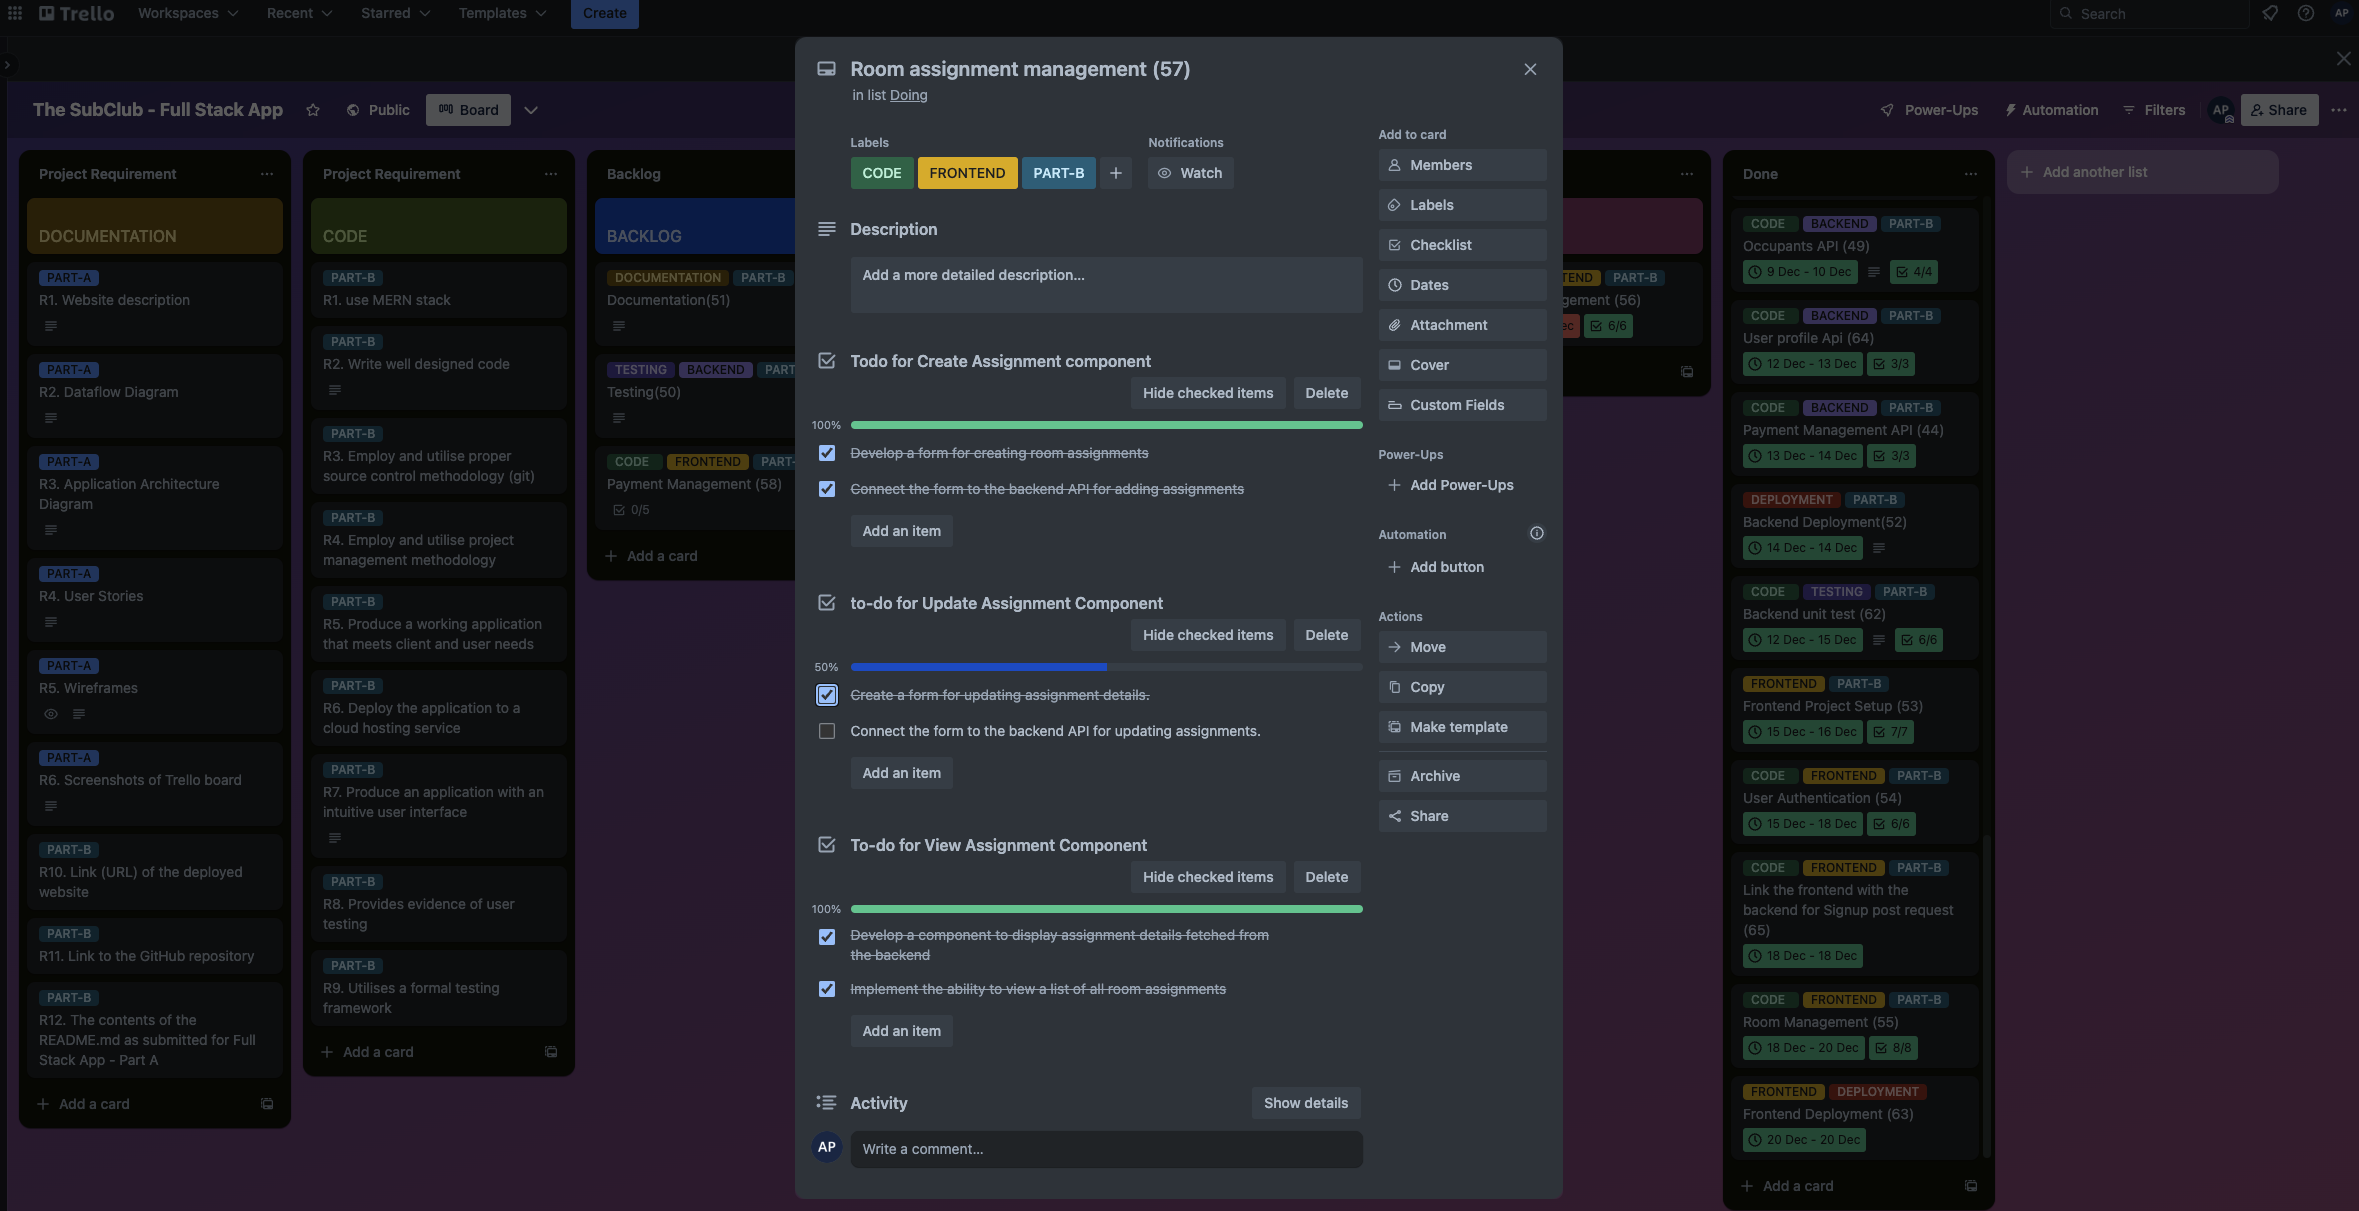 Trello
Workspaces
Recent
Starred
Templates
Create
Search
AP
The SubClub - Full Stack App
Public
Board
Power-Ups
Automation
Filters
AP
Share
Project Requirement
DOCUMENTATION
PART-A
R1. Website description
PART-A
R2. Dataflow Diagram
PART-A
R3. Application Architecture
Diagram
PART-A
R4. User Stories
PART-A
R5. Wireframes
PART-A
R6. Screenshots of Trello board
PART-B
R10. Link (URL) of the deployed
website
PART-B
R11. Link to the GitHub repository
PART-B
R12. The contents of the
README.md as submitted for Full
Stack App - Part A
Add a card
Project Requirement
CODE
PART-B
R1. use MERN stack
PART-B
R2. Write well designed code
PART-B
R3. Employ and utilise proper
source control methodology (git)
PART-B
R4. Employ and utilise project
management methodology
PART-B
R5. Produce a working application
that meets client and user needs
PART-B
R6. Deploy the application to a
cloud hosting service
PART-B
R7. Produce an application with an
intuitive user interface
PART-B
R8. Provides evidence of user
testing
PART-B
R9. Utilises a formal testing
framework
Add a card
Backlog
BACKLOG
DOCUMENTATION PART-B
Documentation(51)
TESTING BACKEND PART
Testing(50)
CODE FRONTEND PART-
Payment Management (58)
0/5
Add a card
Room assignment management (57)
in list Doing
Labels
CODE FRONTEND PART-B
Notifications
Watch
Description
Add a more detailed description...
Todo for Create Assignment component
Hide checked items
Delete
100%
Develop a form for creating room assignments
Connect the form to the backend API for adding assignments
Add an item
to-do for Update Assignment Component
Hide checked items
Delete
50%
Create a form for updating assignment details.
Connect the form to the backend API for updating assignments.
Add an item
To-do for View Assignment Component
Hide checked items
Delete
100%
Develop a component to display assignment details fetched from
the backend
Implement the ability to view a list of all room assignments
Add an item
Activity
Show details
AP
Write a comment...
Add to card
Members
Labels
Checklist
Dates
Attachment
Cover
Custom Fields
Power-Ups
Add Power-Ups
Automation
Add button
Actions
Move
Copy
Make template
Archive
Share
TEND PART-B
gement (56)
ec 6/6
Done
CODE BACKEND PART-B
Occupants API (49)
9 Dec - 10 Dec 4/4
CODE BACKEND PART-B
User profile Api (64)
12 Dec - 13 Dec 3/3
CODE BACKEND PART-B
Payment Management API (44)
13 Dec - 14 Dec 3/3
DEPLOYMENT PART-B
Backend Deployment(52)
14 Dec - 14 Dec
CODE TESTING PART-B
Backend unit test (62)
12 Dec - 15 Dec 6/6
FRONTEND PART-B
Frontend Project Setup (53)
15 Dec - 16 Dec 7/7
CODE FRONTEND PART-B
User Authentication (54)
15 Dec - 18 Dec 6/6
CODE FRONTEND PART-B
Link the frontend with the
backend for Signup post request
(65)
18 Dec - 18 Dec
CODE FRONTEND PART-B
Room Management (55)
18 Dec - 20 Dec 8/8
FRONTEND DEPLOYMENT
Frontend Deployment (63)
20 Dec - 20 Dec
Add a card
Add another list